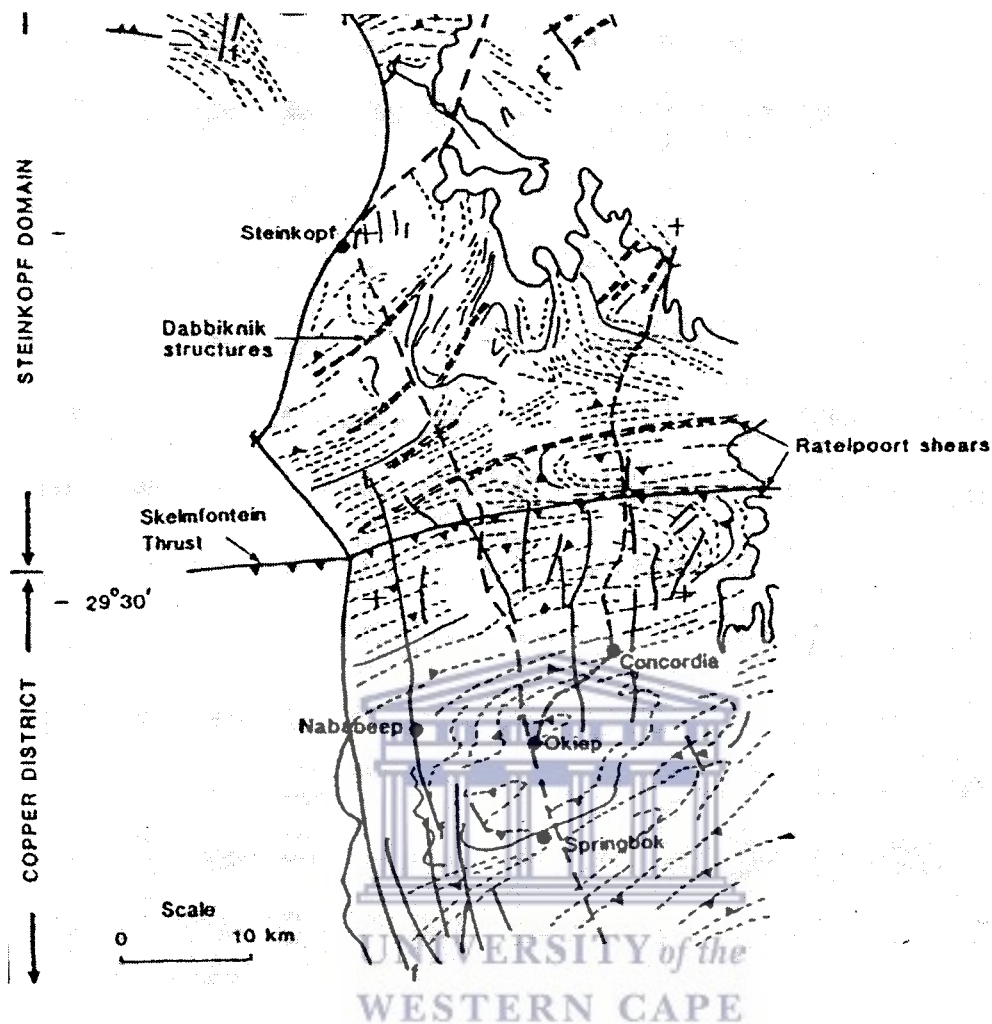 STEINKOPF DOMAIN
Steinkopf
f
Dabbiknik
structures
Ratelpoort shears
Skelmfontein
Thrust
29°30'
Concordia
Nababeep
Okiep
COPPER DISTRICT
Springbok
Scale
0 10 km
f
UNIVERSITY of the
WESTERN CAPE